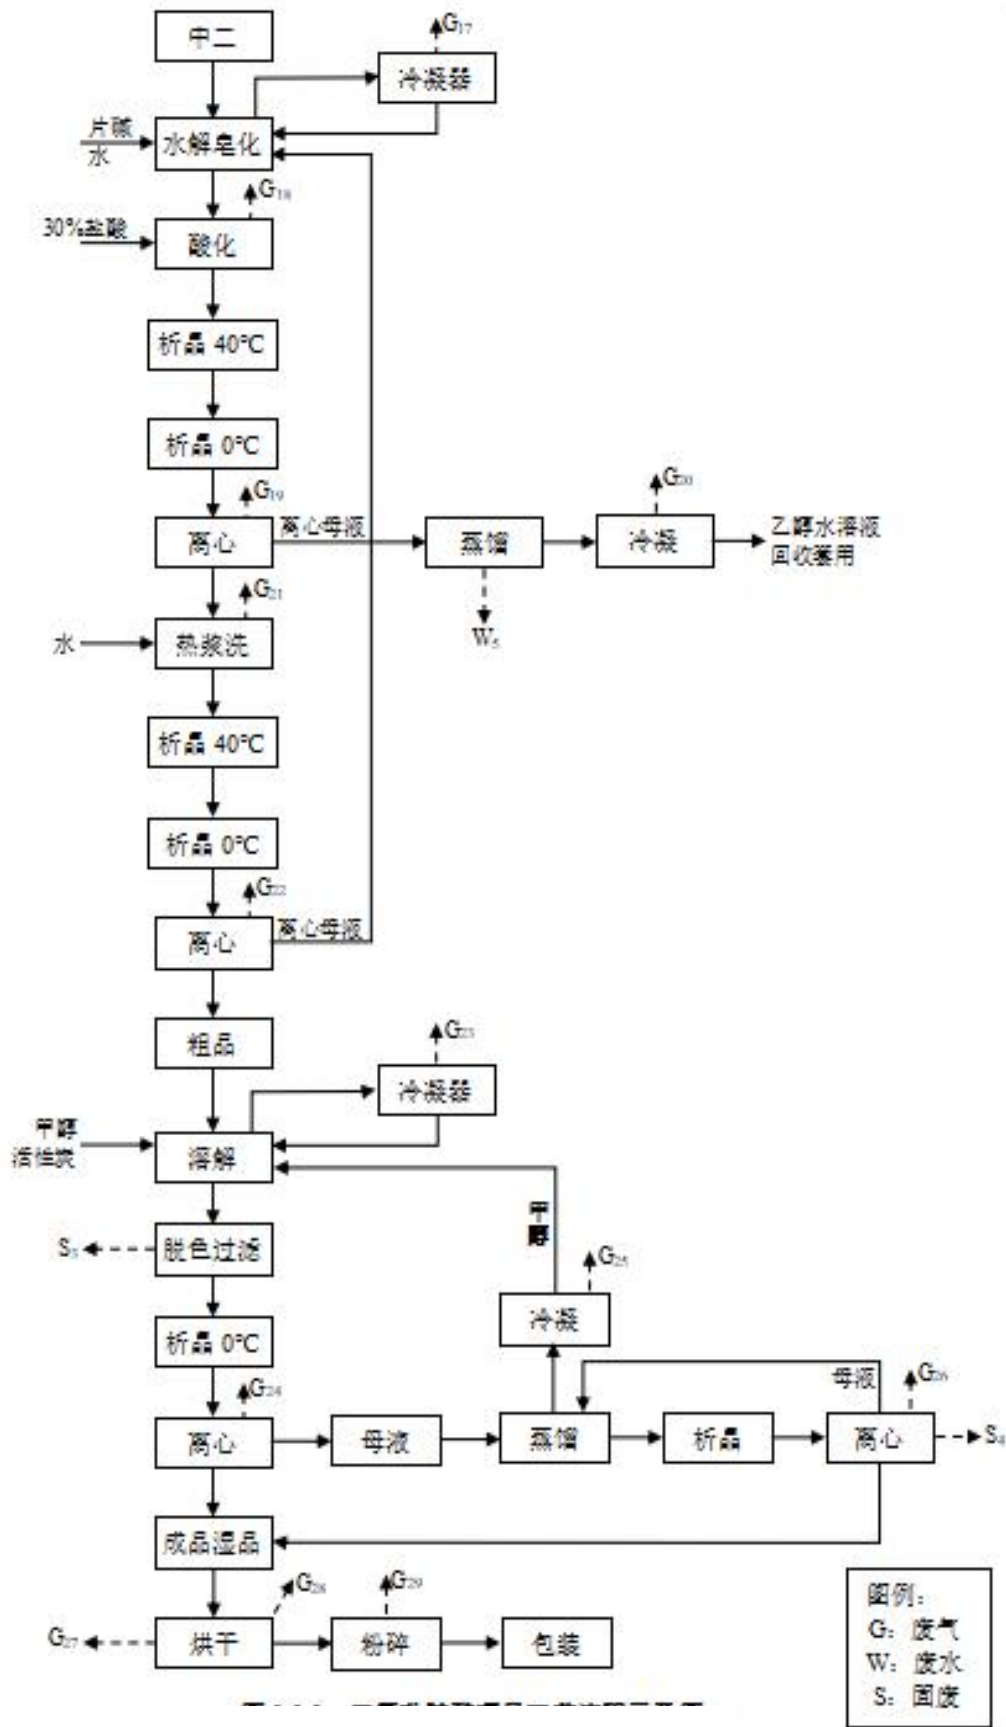 中二
G17
冷凝器
片碱
水
水解皂化
G18
30%盐酸
酸化
析晶 40℃
析晶 0℃
G19
离心
离心母液
蒸馏
G20
冷凝
乙醇水溶液
回收套用
W5
G21
水
热浆洗
析晶 40℃
析晶 0℃
G22
离心
离心母液
粗品
G23
冷凝器
甲醇
活性炭
溶解
甲醇
S3
脱色过滤
G25
冷凝
析晶 0℃
G24
离心
母液
蒸馏
析晶
母液
G26
离心
S4
成品湿品
G27
烘干
G28
粉碎
G29
包装
图例：
G：废气
W：废水
S：固废